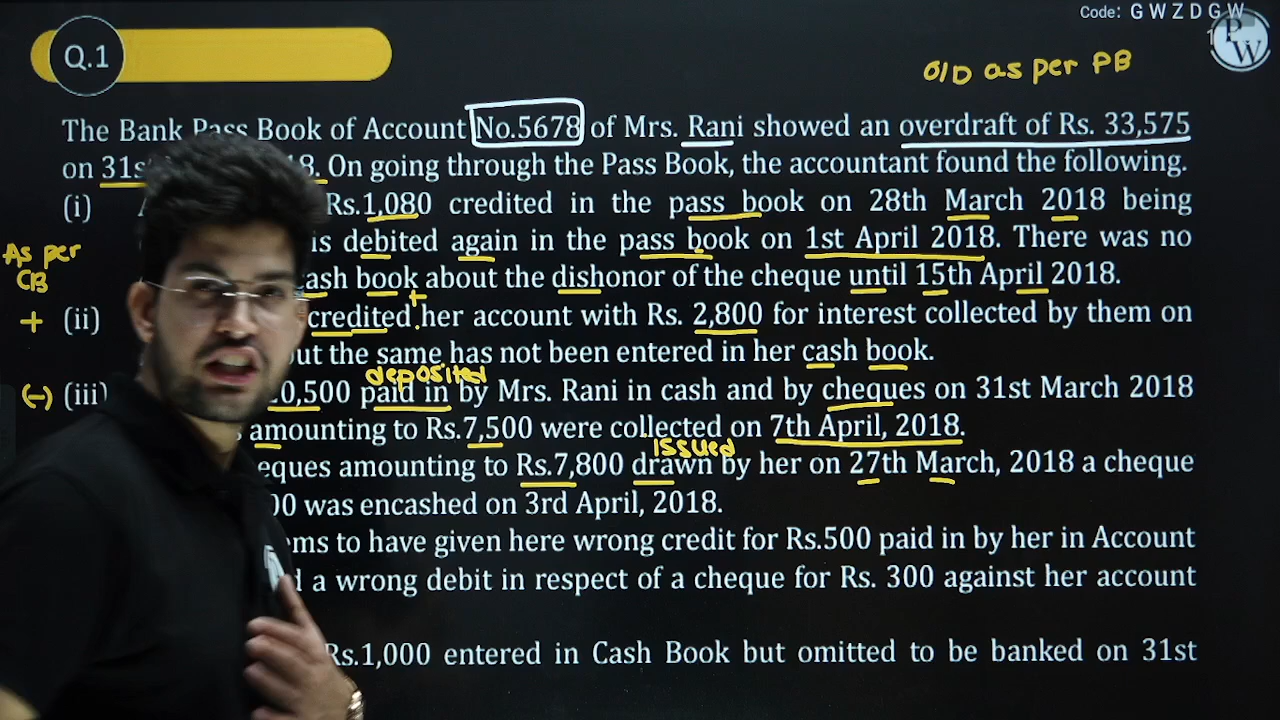 Code: G W Z D G W
PW
Q.1
O/D as per PB
The Bank Pass Book of Account No.5678 of Mrs. Rani showed an overdraft of Rs. 33,575
on 31s 8. On going through the Pass Book, the accountant found the following.
(i) A Rs.1,080 credited in the pass book on 28th March 2018 being
is debited again in the pass book on 1st April 2018. There was no
As per
CB
cash book about the dishonor of the cheque until 15th April 2018.
+ (ii) credited her account with Rs. 2,800 for interest collected by them on
+
out the same has not been entered in her cash book.
deposited
(-) (iii) 20,500 paid in by Mrs. Rani in cash and by cheques on 31st March 2018
amounting to Rs.7,500 were collected on 7th April, 2018.
issued
eques amounting to Rs.7,800 drawn by her on 27th March, 2018 a cheque
00 was encashed on 3rd April, 2018.
ems to have given here wrong credit for Rs.500 paid in by her in Account
d a wrong debit in respect of a cheque for Rs. 300 against her account
Rs.1,000 entered in Cash Book but omitted to be banked on 31st